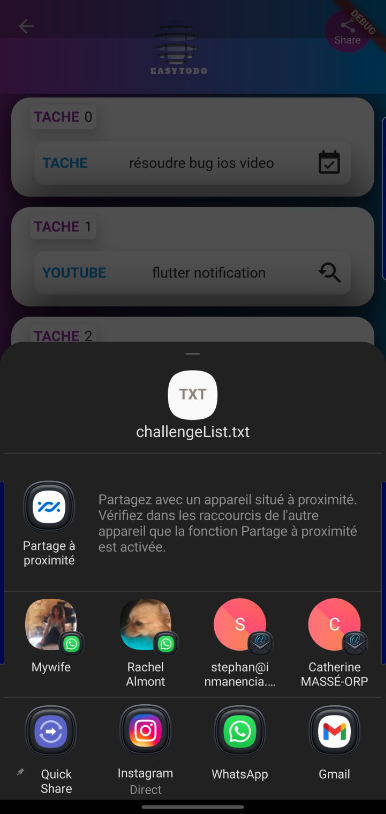 DEBUG
Share
EASYTODO
TACHE 0
TACHE résoudre bug ios video
TACHE 1
YOUTUBE flutter notification
TACHE 2
TXT
challengeList.txt
Partagez avec un appareil situé à proximité.
Vérifiez dans les raccourcis de l'autre
appareil que la fonction Partage à proximité
est activée.
Partage à
proximité
Mywife
Rachel
Almont
stephan@i
nmanencia....
Catherine
MASSÉ-ORP
Quick
Share
Instagram
Direct
WhatsApp
Gmail